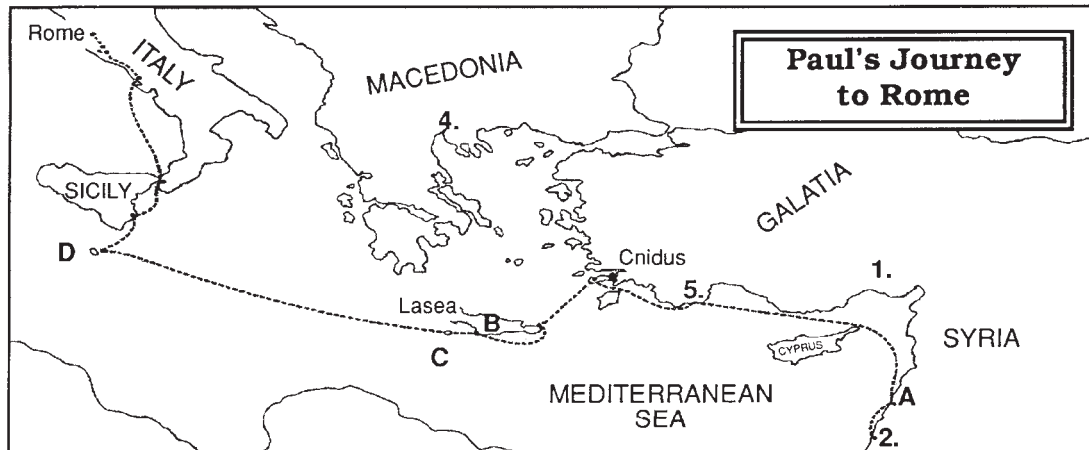 Rome
ITALY
MACEDONIA
Paul's Journey
to Rome
4.
SICILY
GALATIA
D
Cnidus
1.
5.
Lasea
B
C
CYPRUS
SYRIA
MEDITERRANEAN
SEA
A
2.